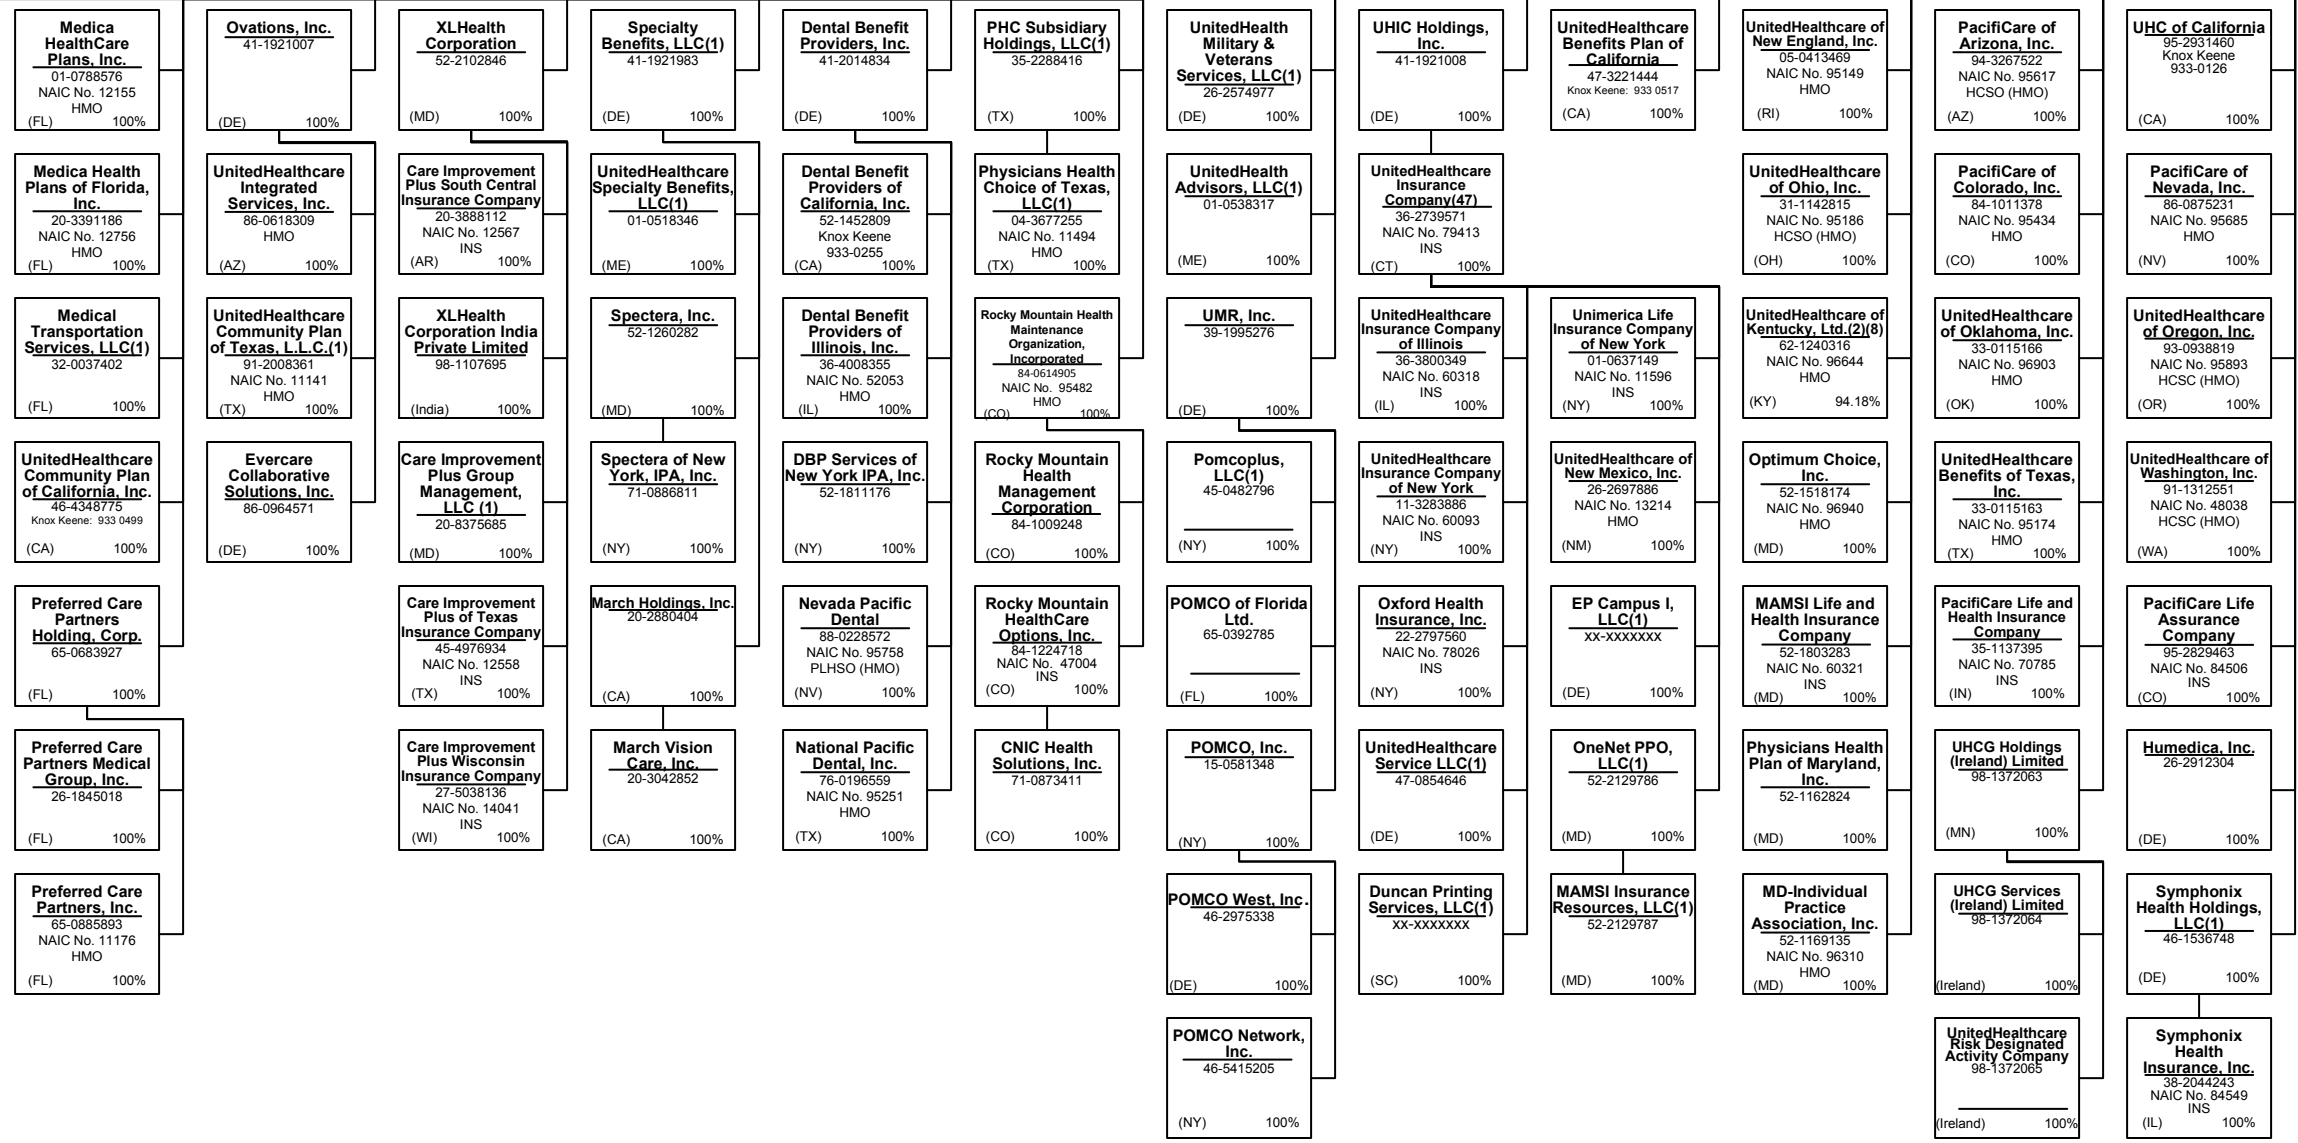 Medica
HealthCare
Plans, Inc.
01-0788576
NAIC No. 12155
HMO
(FL) 100%
Ovations, Inc.
41-1921007
(DE) 100%
XLHealth
Corporation
52-2102846
(MD) 100%
Specialty
Benefits, LLC(1)
41-1921983
(DE) 100%
Dental Benefit
Providers, Inc.
41-2014834
(DE) 100%
PHC Subsidiary
Holdings, LLC(1)
35-2288416
(TX) 100%
UnitedHealth
Military &
Veterans
Services, LLC(1)
26-2574977
(DE) 100%
UHIC Holdings,
Inc.
41-1921008
(DE) 100%
UnitedHealthcare
Benefits Plan of
California
47-3221444
Knox Keene: 933 0517
(CA) 100%
UnitedHealthcare of
New England, Inc.
05-0413469
NAIC No. 95149
HMO
(RI) 100%
PacifiCare of
Arizona, Inc.
94-3267522
NAIC No. 95617
HCSO (HMO)
(AZ) 100%
UHC of California
95-2931460
Knox Keene
933-0126
(CA) 100%
Medica Health
Plans of Florida,
Inc.
20-3391186
NAIC No. 12756
HMO
(FL) 100%
UnitedHealthcare
Integrated
Services, Inc.
86-0618309
HMO
(AZ) 100%
Care Improvement
Plus South Central
Insurance Company
20-3888112
NAIC No. 12567
INS
(AR) 100%
UnitedHealthcare
Specialty Benefits,
LLC(1)
01-0518346
(ME) 100%
Dental Benefit
Providers of
California, Inc.
52-1452809
Knox Keene
933-0255
(CA) 100%
Physicians Health
Choice of Texas,
LLC(1)
04-3677255
NAIC No. 11494
HMO
(TX) 100%
UnitedHealth
Advisors, LLC(1)
01-0538317
(ME) 100%
UnitedHealthcare
Insurance
Company(47)
36-2739571
NAIC No. 79413
INS
(CT) 100%
UnitedHealthcare
of Ohio, Inc.
31-1142815
NAIC No. 95186
HCSO (HMO)
(OH) 100%
PacifiCare of
Colorado, Inc.
84-1011378
NAIC No. 95434
HMO
(CO) 100%
PacifiCare of
Nevada, Inc.
86-0875231
NAIC No. 95685
HMO
(NV) 100%
Medical
Transportation
Services, LLC(1)
32-0037402
(FL) 100%
UnitedHealthcare
Community Plan
of Texas, L.L.C.(1)
91-2008361
NAIC No. 11141
HMO
(TX) 100%
XLHealth
Corporation India
Private Limited
98-1107695
(India) 100%
Spectera, Inc.
52-1260282
(MD) 100%
Dental Benefit
Providers of
Illinois, Inc.
36-4008355
NAIC No. 52053
HMO
(IL) 100%
Rocky Mountain Health
Maintenance
Organization,
Incorporated
84-0614905
NAIC No. 95482
HMO
(CO) 100%
UMR, Inc.
39-1995276
(DE) 100%
UnitedHealthcare
Insurance Company
of Illinois
36-3800349
NAIC No. 60318
INS
(IL) 100%
Unimerica Life
Insurance Company
of New York
01-0637149
NAIC No. 11596
INS
(NY) 100%
UnitedHealthcare of
Kentucky, Ltd.(2)(8)
62-1240316
NAIC No. 96644
HMO
(KY) 94.18%
UnitedHealthcare
of Oklahoma, Inc.
33-0115166
NAIC No. 96903
HMO
(OK) 100%
UnitedHealthcare
of Oregon, Inc.
93-0938819
NAIC No. 95893
HCSC (HMO)
(OR) 100%
UnitedHealthcare
Community Plan
of California, Inc.
46-4348775
Knox Keene: 933 0499
(CA) 100%
Evercare
Collaborative
Solutions, Inc.
86-0964571
(DE) 100%
Care Improvement
Plus Group
Management,
LLC (1)
20-8375685
(MD) 100%
Spectera of New
York, IPA, Inc.
71-0886811
(NY) 100%
DBP Services of
New York IPA, Inc.
52-1811176
(NY) 100%
Rocky Mountain
Health
Management
Corporation
84-1009248
(CO) 100%
Pomcoplus,
LLC(1)
45-0482796
(NY) 100%
UnitedHealthcare
Insurance Company
of New York
11-3283886
NAIC No. 60093
INS
(NY) 100%
UnitedHealthcare of
New Mexico, Inc.
26-2697886
NAIC No. 13214
HMO
(NM) 100%
Optimum Choice,
Inc.
52-1518174
NAIC No. 96940
HMO
(MD) 100%
UnitedHealthcare
Benefits of Texas,
Inc.
33-0115163
NAIC No. 95174
HMO
(TX) 100%
UnitedHealthcare of
Washington, Inc.
91-1312551
NAIC No. 48038
HCSC (HMO)
(WA) 100%
Preferred Care
Partners
Holding, Corp.
65-0683927
(FL) 100%
Care Improvement
Plus of Texas
Insurance Company
45-4976934
NAIC No. 12558
INS
(TX) 100%
March Holdings, Inc.
20-2880404
(CA) 100%
Nevada Pacific
Dental
88-0228572
NAIC No. 95758
PLHSO (HMO)
(NV) 100%
Rocky Mountain
HealthCare
Options, Inc.
84-1224718
NAIC No. 47004
INS
(CO) 100%
POMCO of Florida
Ltd.
65-0392785
(FL) 100%
Oxford Health
Insurance, Inc.
22-2797560
NAIC No. 78026
INS
(NY) 100%
EP Campus I,
LLC(1)
xx-xxxxxxx
(DE) 100%
MAMSI Life and
Health Insurance
Company
52-1803283
NAIC No. 60321
INS
(MD) 100%
PacifiCare Life and
Health Insurance
Company
35-1137395
NAIC No. 70785
INS
(IN) 100%
PacifiCare Life
Assurance
Company
95-2829463
NAIC No. 84506
INS
(CO) 100%
Preferred Care
Partners Medical
Group, Inc.
26-1845018
(FL) 100%
Care Improvement
Plus Wisconsin
Insurance Company
27-5038136
NAIC No. 14041
INS
(WI) 100%
March Vision
Care, Inc.
20-3042852
(CA) 100%
National Pacific
Dental, Inc.
76-0196559
NAIC No. 95251
HMO
(TX) 100%
CNIC Health
Solutions, Inc.
71-0873411
(CO) 100%
POMCO, Inc.
15-0581348
(NY) 100%
UnitedHealthcare
Service LLC(1)
47-0854646
(DE) 100%
OneNet PPO,
LLC(1)
52-2129786
(MD) 100%
Physicians Health
Plan of Maryland,
Inc.
52-1162824
(MD) 100%
UHCG Holdings
(Ireland) Limited
98-1372063
(MN) 100%
Humedica, Inc.
26-2912304
(DE) 100%
Preferred Care
Partners, Inc.
65-0885893
NAIC No. 11176
HMO
(FL) 100%
POMCO West, Inc.
46-2975338
(DE) 100%
Duncan Printing
Services, LLC(1)
xx-xxxxxxx
(SC) 100%
MAMSI Insurance
Resources, LLC(1)
52-2129787
(MD) 100%
MD-Individual
Practice
Association, Inc.
52-1169135
NAIC No. 96310
HMO
(MD) 100%
UHCG Services
(Ireland) Limited
98-1372064
(Ireland) 100%
Symphonix
Health Holdings,
LLC(1)
46-1536748
(DE) 100%
POMCO Network,
Inc.
46-5415205
(NY) 100%
UnitedHealthcare
Risk Designated
Activity Company
98-1372065
(Ireland) 100%
Symphonix
Health
Insurance, Inc.
38-2044243
NAIC No. 84549
INS
(IL) 100%